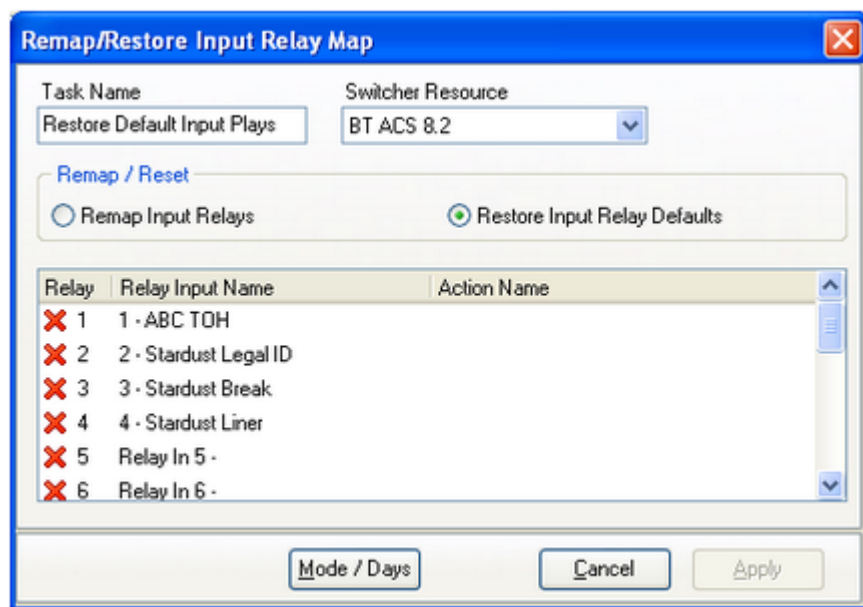 Remap/Restore Input Relay Map
Task Name Switcher Resource
Restore Default Input Plays BT ACS 8.2
Remap / Reset
Remap Input Relays Restore Input Relay Defaults
Relay Relay Input Name Action Name
1 1 - ABC TOH
2 2 - Stardust Legal ID
3 3 - Stardust Break
4 4 - Stardust Liner
5 Relay In 5 -
6 Relay In 6 -
Mode / Days Cancel Apply